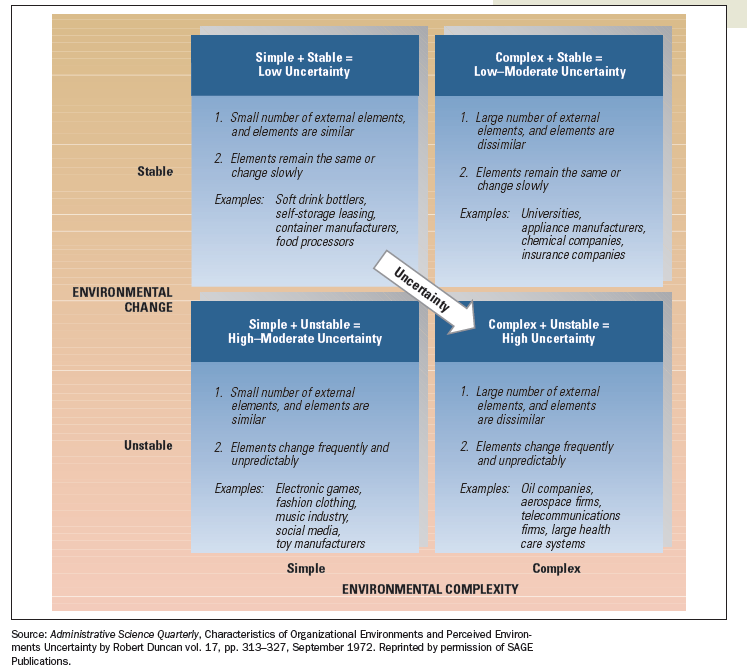 Simple + Stable =
Low Uncertainty
1. Small number of external elements,
and elements are similar
2. Elements remain the same or
change slowly
Examples: Soft drink bottlers,
self-storage leasing,
container manufacturers,
food processors
Complex + Stable =
Low–Moderate Uncertainty
1. Large number of external
elements, and elements are
dissimilar
2. Elements remain the same or
change slowly
Examples: Universities,
appliance manufacturers,
chemical companies,
insurance companies
Stable
Uncertainty
ENVIRONMENTAL
CHANGE
Simple + Unstable =
High–Moderate Uncertainty
1. Small number of external
elements, and elements are
similar
2. Elements change frequently and
unpredictably
Examples: Electronic games,
fashion clothing,
music industry,
social media,
toy manufacturers
Complex + Unstable =
High Uncertainty
1. Large number of external
elements, and elements
are dissimilar
2. Elements change frequently
and unpredictably
Examples: Oil companies,
aerospace firms,
telecommunications
firms, large health
care systems
Unstable
Simple
Complex
ENVIRONMENTAL COMPLEXITY
Source: Administrative Science Quarterly, Characteristics of Organizational Environments and Perceived Environ-
ments Uncertainty by Robert Duncan vol. 17, pp. 313–327, September 1972. Reprinted by permission of SAGE
Publications.